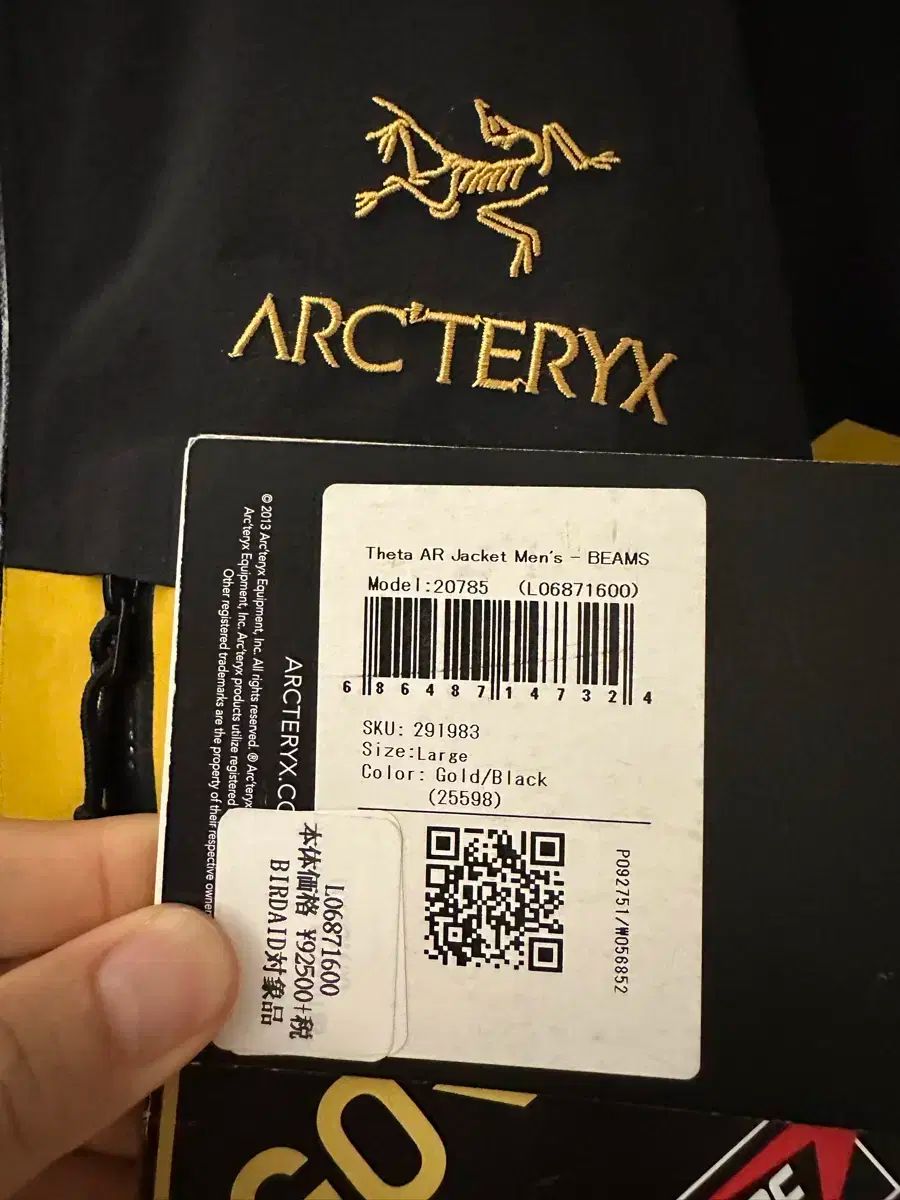 ARC'TERYX
Theta AR Jacket Men's - BEAMS
Model:20785 (L06871600)
6 86487 14732 4
SKU: 291983
Size:Large
Color: Gold/Black
(25598)
P092751/W056852
© 2013 Arc'teryx Equipment, Inc. All rights reserved. ® Arc'teryx
Arc'teryx Equipment, Inc. Arc'teryx products utilize registered
Other registered trademarks are the property of their respective owner
ARCTERYX.CO
L06871600
本体価格 ¥92500+税
BIRDAID対象品
GO